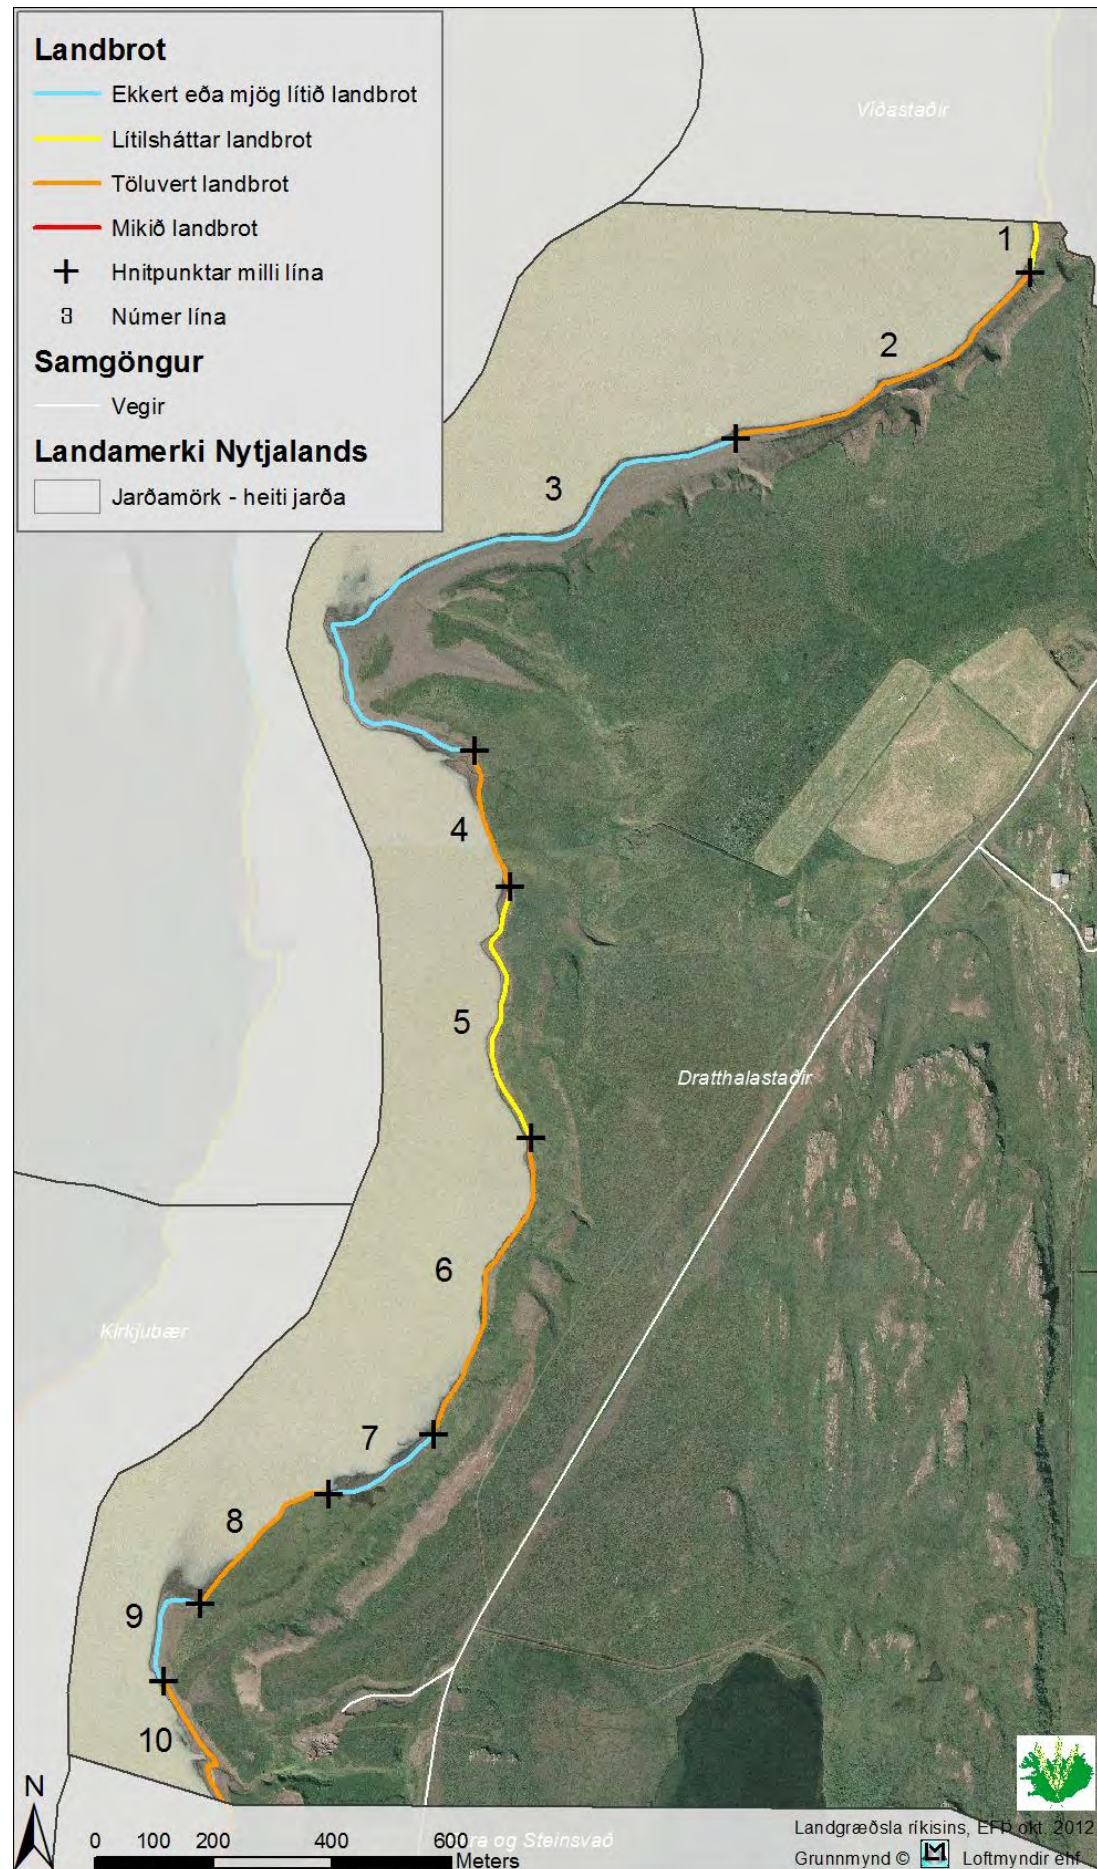 Landbrot
Ekkert eða mjög lítið landbrot
Lítilsháttar landbrot
Töluvert landbrot
Mikið landbrot
Hnitpunktar milli lína
3 Númer lína
Samgöngur
Vegir
Landamerki Nytjalands
Jarðamörk - heiti jarða
Víðastaðir
1
2
3
4
5
Dratthalastaðir
6
Kirkjubær
7
8
9
10
N
0 100 200 400 600
Meters
og Steinsvað
Landgræðsla ríkisins, EFÞ okt. 2012
Grunnmynd © LM Loftmyndir ehf